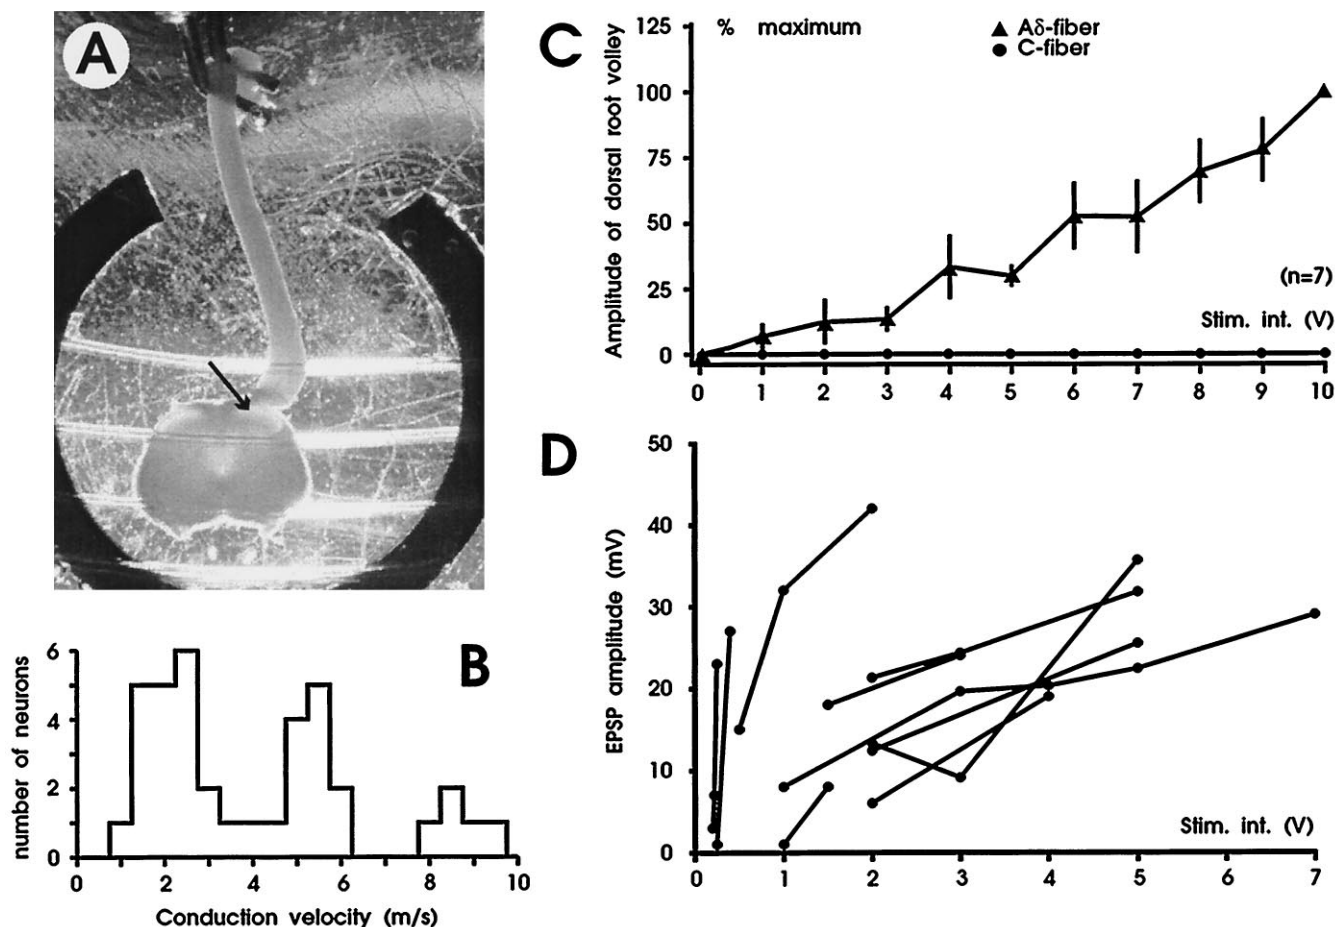 A
B
number of neurons
6
4
2
0
0 2 4 6 8 10
Conduction velocity (m/s)
C
Amplitude of dorsal root volley
% maximum
▲ Aδ-fiber
● C-fiber
125
100
75
50
25
0
(n=7)
Stim. int. (V)
0 1 2 3 4 5 6 7 8 9 10
D
EPSP amplitude (mV)
50
40
30
20
10
0
Stim. int. (V)
0 1 2 3 4 5 6 7